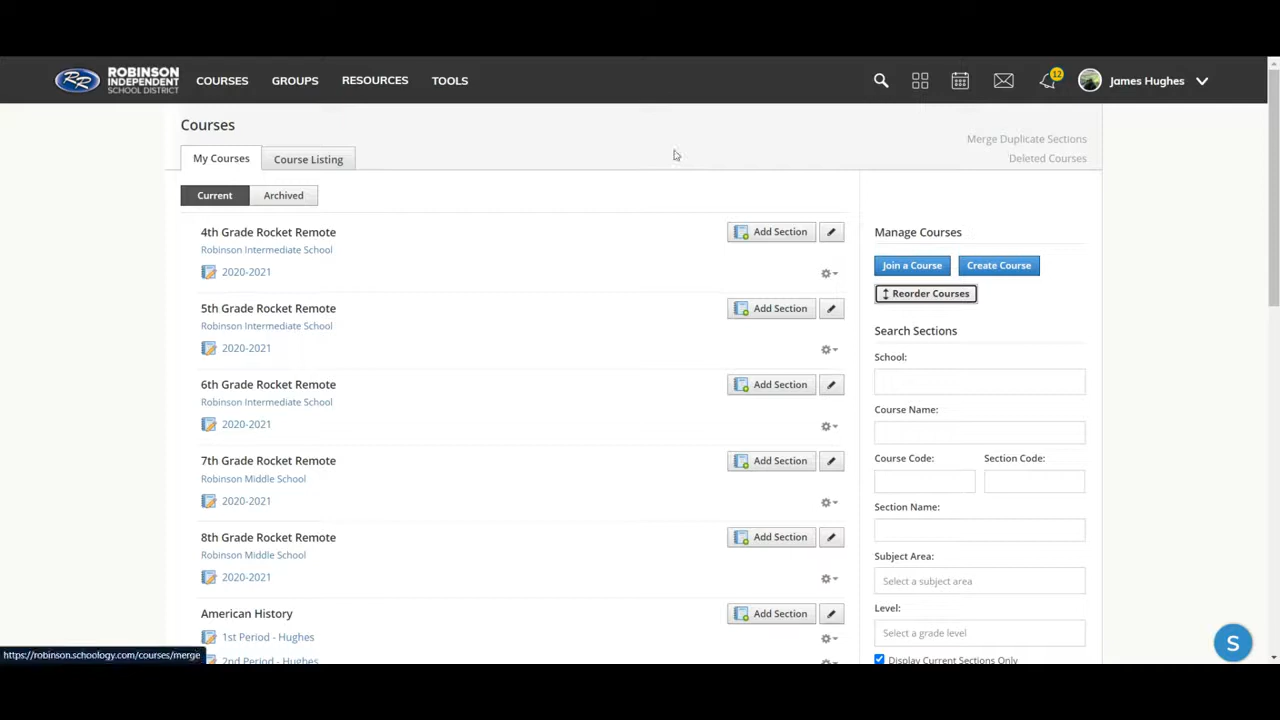 RR ROBINSON
INDEPENDENT
SCHOOL DISTRICT
COURSES GROUPS RESOURCES TOOLS 12 James Hughes
Courses
Merge Duplicate Sections
Deleted Courses
My Courses Course Listing
Current Archived
4th Grade Rocket Remote Add Section
Robinson Intermediate School
2020-2021
5th Grade Rocket Remote Add Section
Robinson Intermediate School
2020-2021
6th Grade Rocket Remote Add Section
Robinson Intermediate School
2020-2021
7th Grade Rocket Remote Add Section
Robinson Middle School
2020-2021
8th Grade Rocket Remote Add Section
Robinson Middle School
2020-2021
American History Add Section
1st Period - Hughes
2nd Period - Hughes
Manage Courses
Join a Course Create Course
Reorder Courses
Search Sections
School:
Course Name:
Course Code: Section Code:
Section Name:
Subject Area:
Select a subject area
Level:
Select a grade level
Display Current Sections Only
S
https://robinson.schoology.com/courses/merge